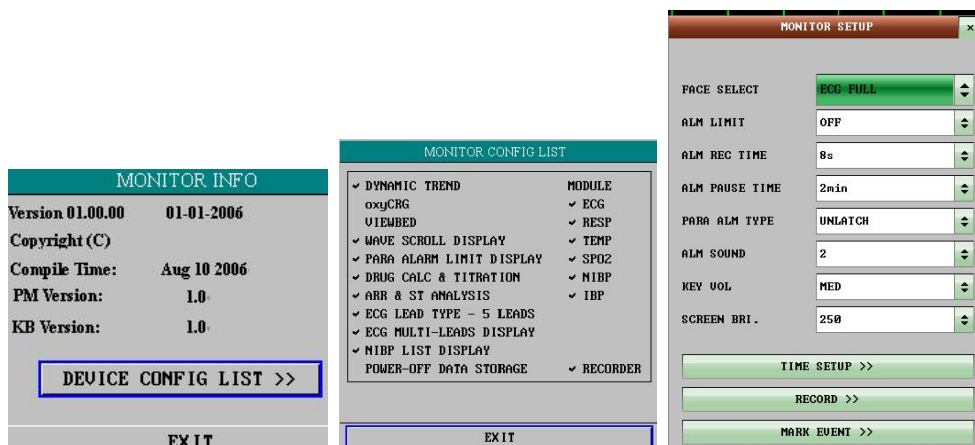 MONITOR INFO
Version 01.00.00 01-01-2006
Copyright (C)
Compile Time: Aug 10 2006
PM Version: 1.0
KB Version: 1.0
DEVICE CONFIG LIST >>
EXIT
MONITOR CONFIG LIST
✓ DYNAMIC TREND MODULE
oxyCRG ✓ ECG
VIEWBED ✓ RESP
✓ WAVE SCROLL DISPLAY ✓ TEMP
✓ PARA ALARM LIMIT DISPLAY ✓ SPO2
✓ DRUG CALC & TITRATION ✓ NIBP
✓ ARR & ST ANALYSIS ✓ IBP
✓ ECG LEAD TYPE - 5 LEADS
✓ ECG MULTI-LEADS DISPLAY
✓ NIBP LIST DISPLAY
POWER-OFF DATA STORAGE ✓ RECORDER
EXIT
MONITOR SETUP x
FACE SELECT ECG FULL
ALM LIMIT OFF
ALM REC TIME 8s
ALM PAUSE TIME 2min
PARA ALM TYPE UNLATCH
ALM SOUND 2
KEY VOL MED
SCREEN BRI. 250
TIME SETUP >>
RECORD >>
MARK EVENT >>